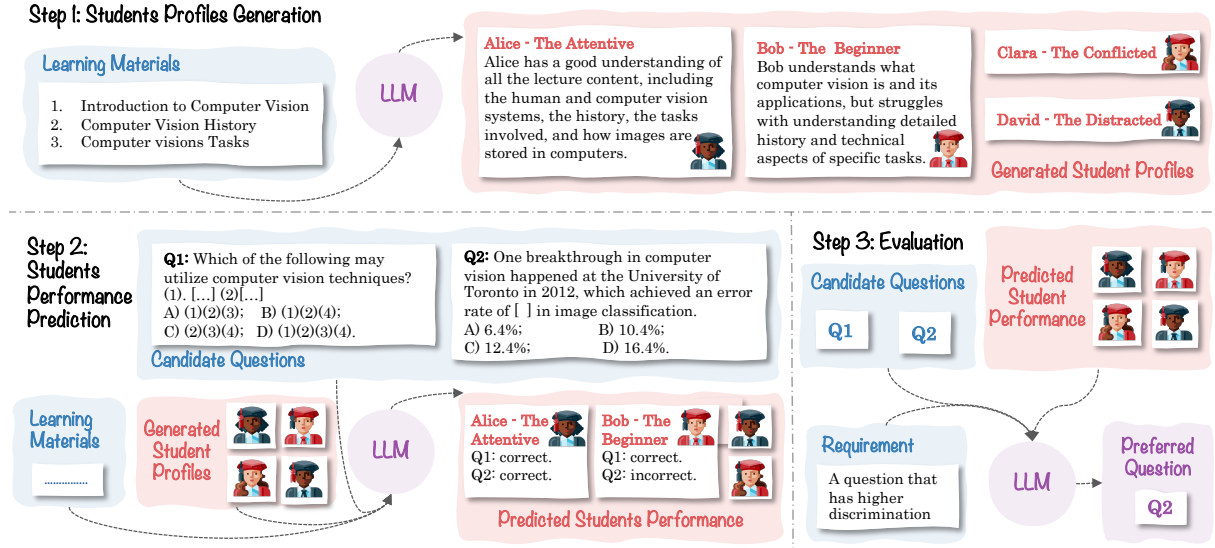 Step 1: Students Profiles Generation
Learning Materials
1. Introduction to Computer Vision
2. Computer Vision History
3. Computer visions Tasks
LLM
Alice - The Attentive
Alice has a good understanding of
all the lecture content, including
the human and computer vision
systems, the history, the tasks
involved, and how images are
stored in computers.
Bob - The Beginner
Bob understands what
computer vision is and its
applications, but struggles
with understanding detailed
history and technical
aspects of specific tasks.
Clara - The Conflicted
David - The Distracted
Generated Student Profiles
Step 2:
Students
Performance
Prediction
Q1: Which of the following may
utilize computer vision techniques?
(1). [...] (2)[...]
A) (1)(2)(3); B) (1)(2)(4);
C) (2)(3)(4); D) (1)(2)(3)(4).
Q2: One breakthrough in computer
vision happened at the University of
Toronto in 2012, which achieved an error
rate of [ ] in image classification.
A) 6.4%; B) 10.4%;
C) 12.4%; D) 16.4%.
Candidate Questions
Learning
Materials
...............
Generated
Student
Profiles
LLM
Alice - The
Attentive
Q1: correct.
Q2: correct.
Bob - The
Beginner
Q1: correct.
Q2: incorrect.
Predicted Students Performance
Step 3: Evaluation
Candidate Questions
Q1
Q2
Predicted
Student
Performance
Requirement
A question that
has higher
discrimination
LLM
Preferred
Question
Q2